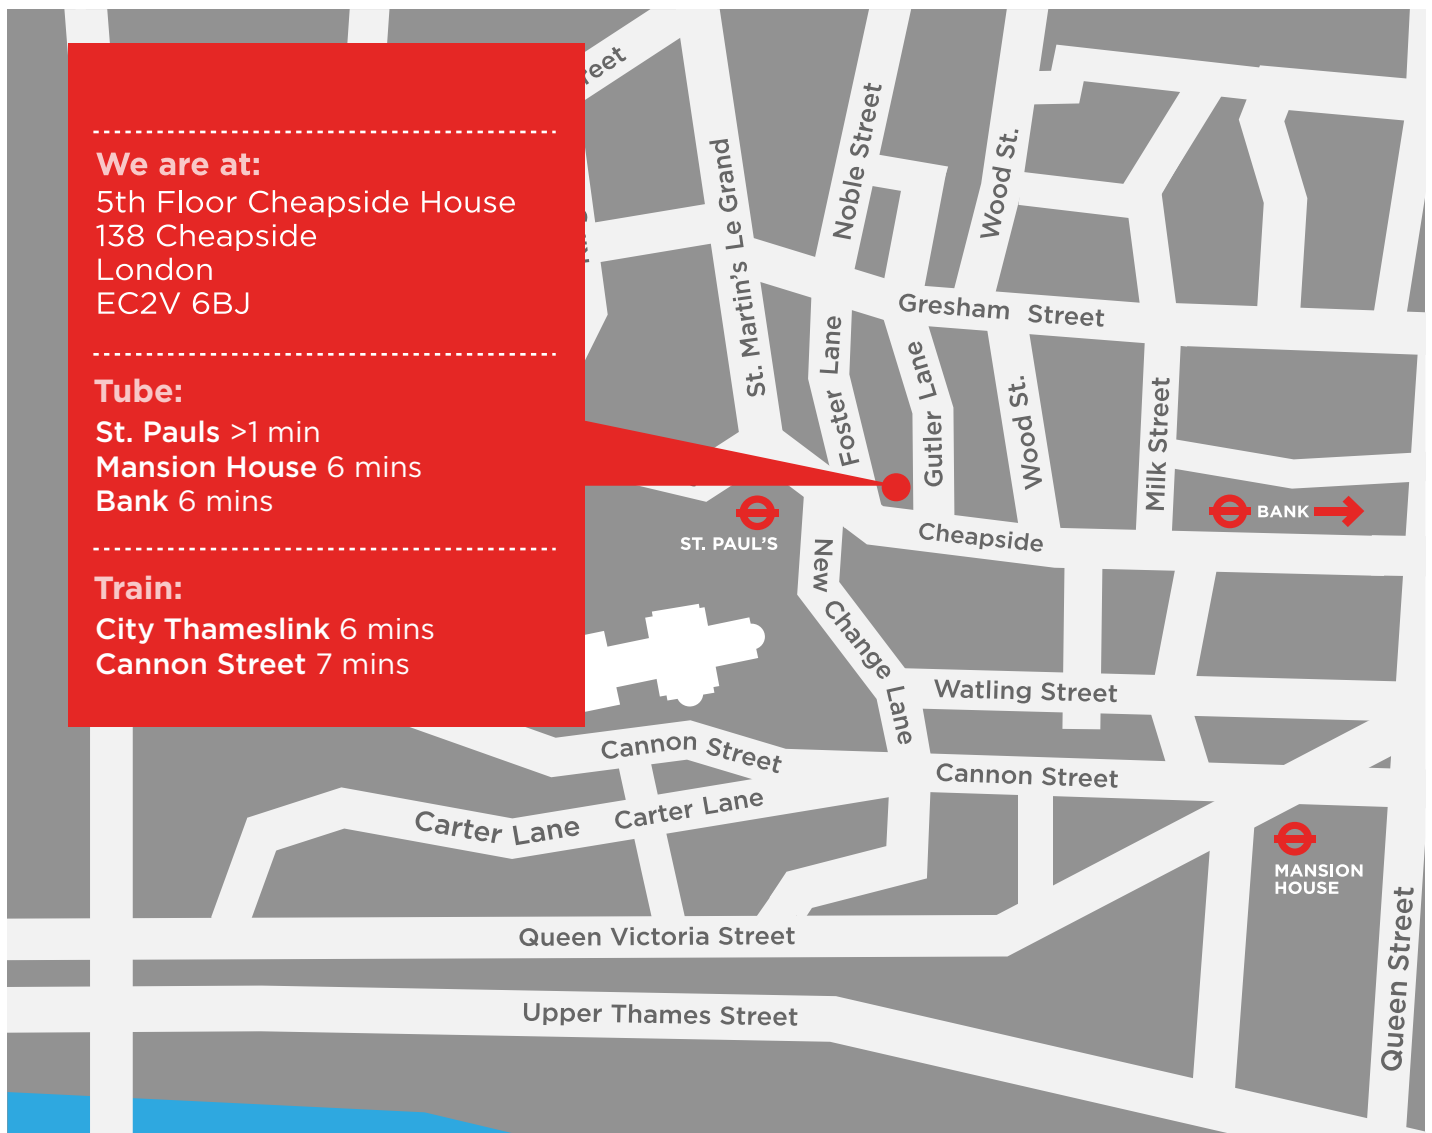 We are at:
5th Floor Cheapside House
138 Cheapside
London
EC2V 6BJ
Tube:
St. Pauls >1 min
Mansion House 6 mins
Bank 6 mins
Train:
City Thameslink 6 mins
Cannon Street 7 mins
St. Martin's Le Grand
Noble Street
Wood St.
Gresham Street
Foster Lane
Gutler Lane
Wood St.
Milk Street
BANK
ST. PAUL'S
Cheapside
New Change Lane
Watling Street
Cannon Street
Cannon Street
Carter Lane
Carter Lane
MANSION
HOUSE
Queen Victoria Street
Upper Thames Street
Queen Street